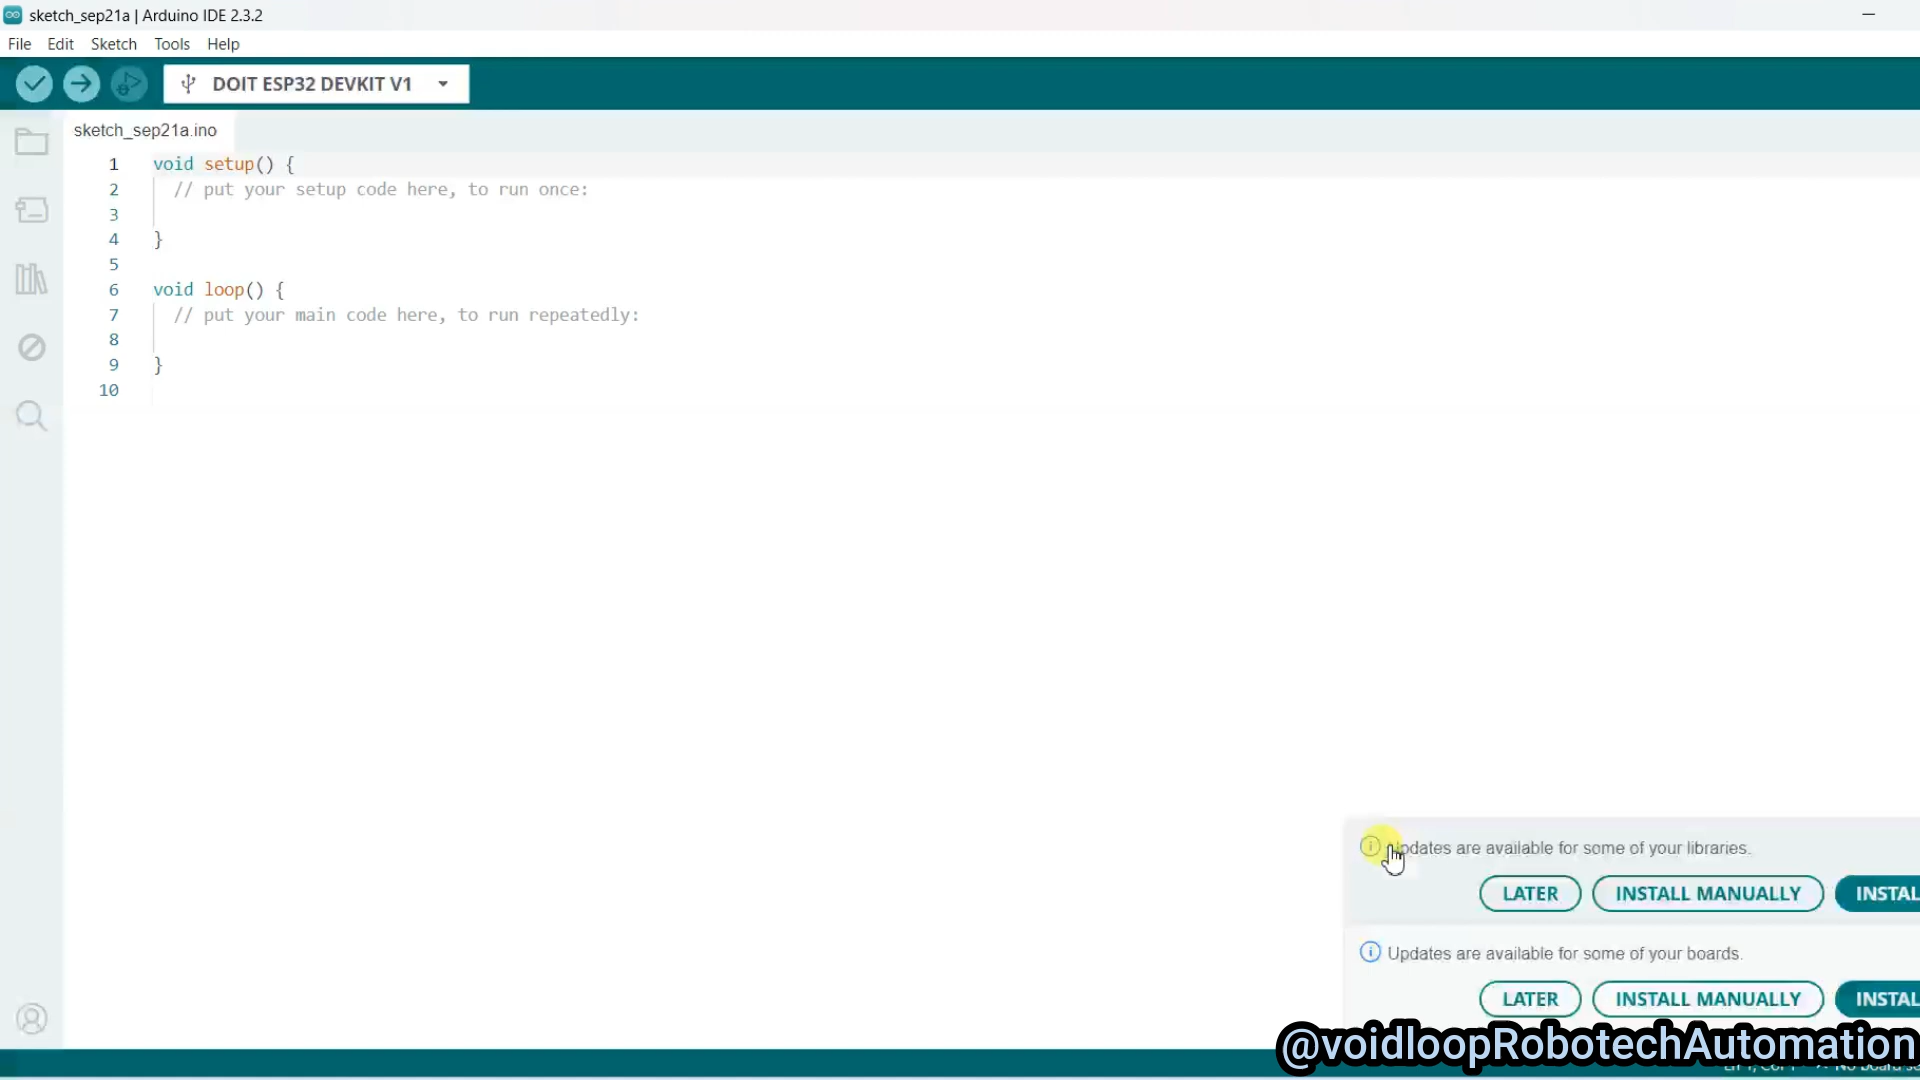 sketch_sep21a | Arduino IDE 2.3.2
File Edit Sketch Tools Help
DOIT ESP32 DEVKIT V1
sketch_sep21a.ino
1 void setup() {
2 // put your setup code here, to run once:
3
4 }
5
6 void loop() {
7 // put your main code here, to run repeatedly:
8
9 }
10
Updates are available for some of your libraries.
LATER INSTALL MANUALLY INSTAL
Updates are available for some of your boards.
LATER INSTALL MANUALLY INSTAL
@voidloopRobotechAutomation